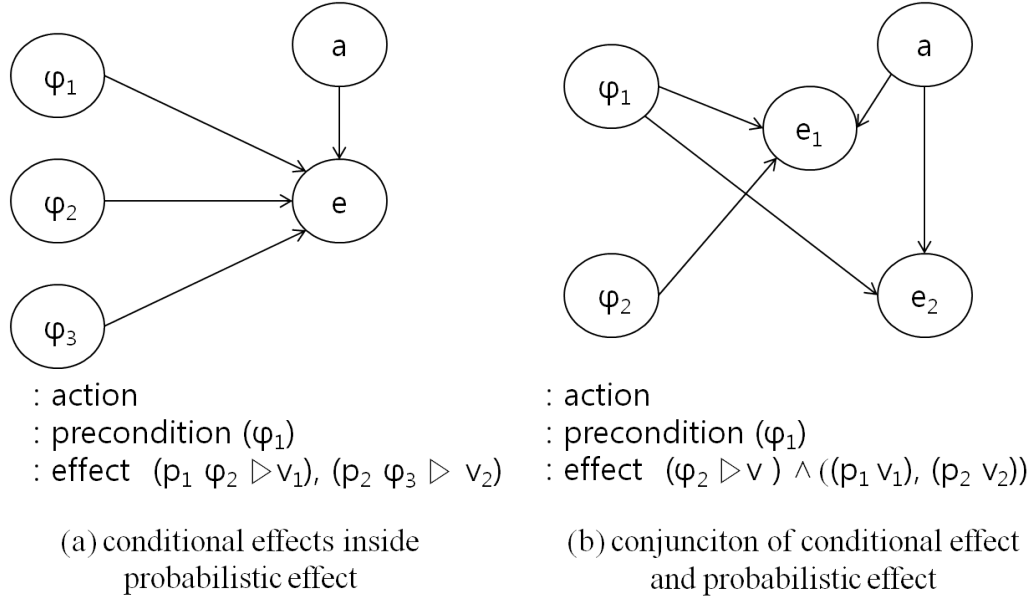 φ1
φ2
φ3
a
e
: action
: precondition (φ1)
: effect (p1 φ2 ▷v1), (p2 φ3 ▷ v2)
(a) conditional effects inside
probabilistic effect
φ1
φ2
e1
a
e2
: action
: precondition (φ1)
: effect (φ2 ▷v ) ∧ ((p1 v1), (p2 v2))
(b) conjunciton of conditional effect
and probabilistic effect